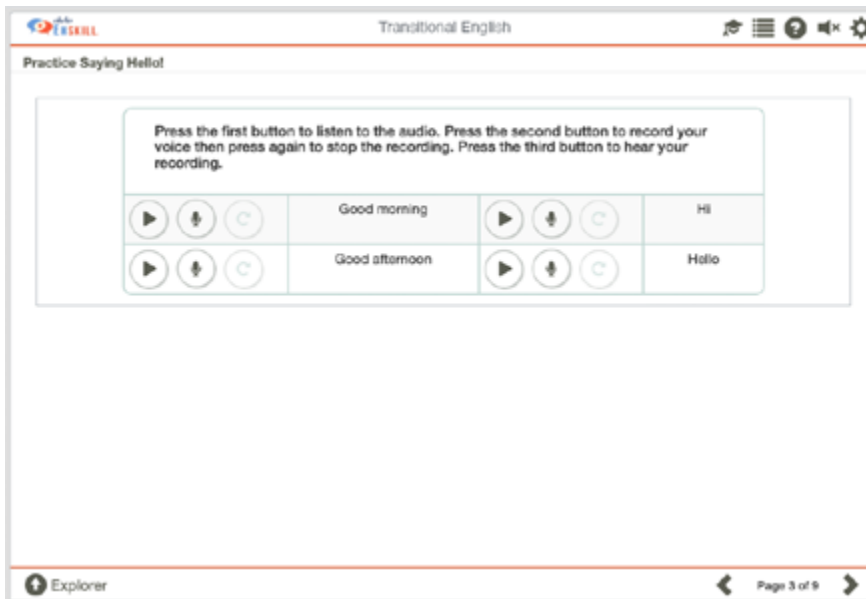 ENSKILL
Transitional English
Practice Saying Hello!
Press the first button to listen to the audio. Press the second button to record your
voice then press again to stop the recording. Press the third button to hear your
recording.
Good morning
Hi
Good afternoon
Hello
Explorer
Page 3 of 9